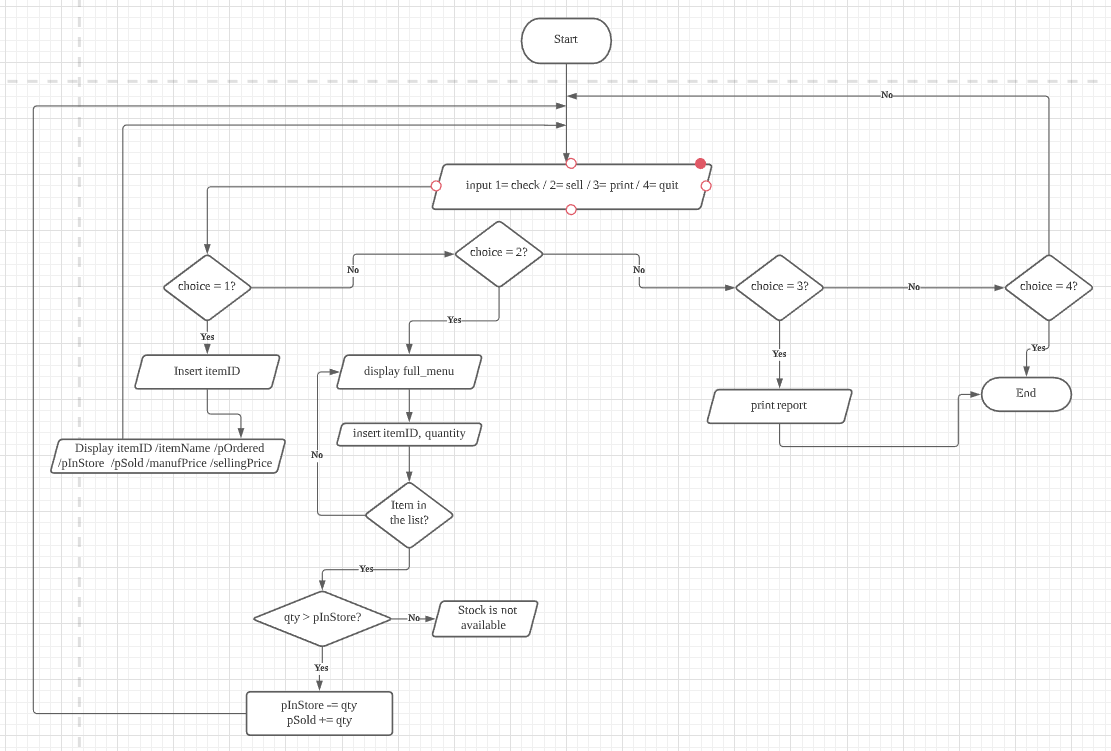 Start
No
input 1= check / 2= sell / 3= print / 4= quit
choice = 1?
No
choice = 2?
No
choice = 3?
No
choice = 4?
Yes
Insert itemID
Display itemID /itemName /pOrdered
/pInStore /pSold /manufPrice /sellingPrice
Yes
display full_menu
insert itemID, quantity
No
Item in
the list?
Yes
qty > pInStore?
No
Stock is not
available
Yes
pInStore -= qty
pSold += qty
Yes
print report
Yes
End